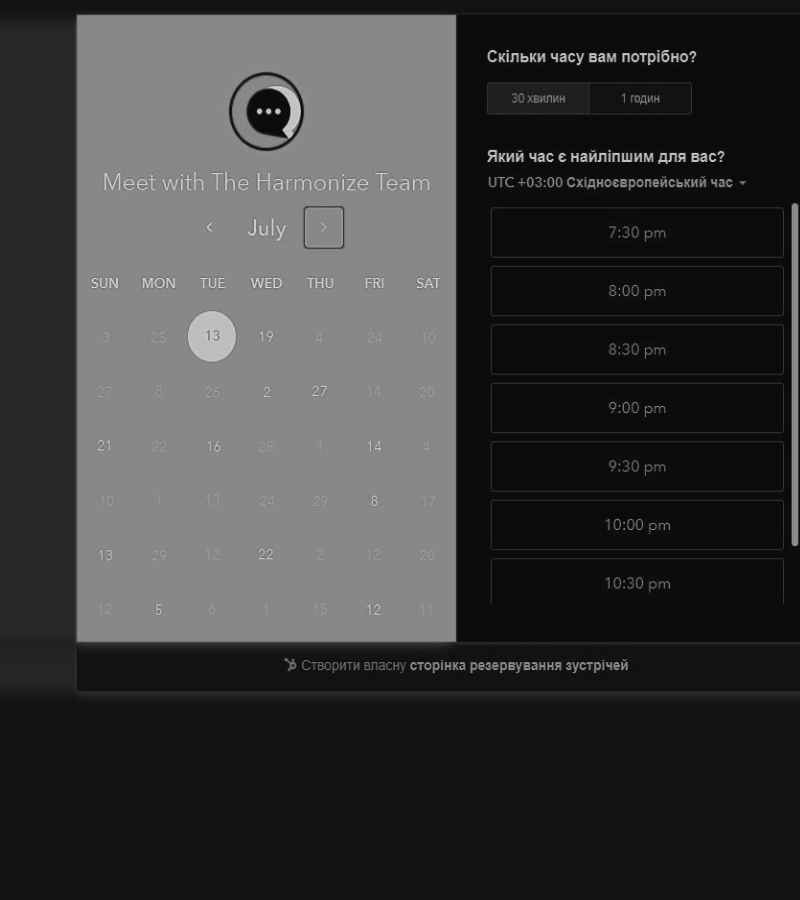 Meet with The Harmonize Team
July
SUN MON TUE WED THU FRI SAT
3 25 13 19 4 24 10
27 8 26 2 27 14 20
21 22 16 28 1 14 4
10 1 13 24 29 8 17
13 29 12 22 2 12 20
12 5 6 1 15 12 11
Скільки часу вам потрібно?
30 хвилин 1 годин
Який час є найліпшим для вас?
UTC +03:00 Східноєвропейський час
7:30 pm
8:00 pm
8:30 pm
9:00 pm
9:30 pm
10:00 pm
10:30 pm
Створити власну сторінка резервування зустрічей